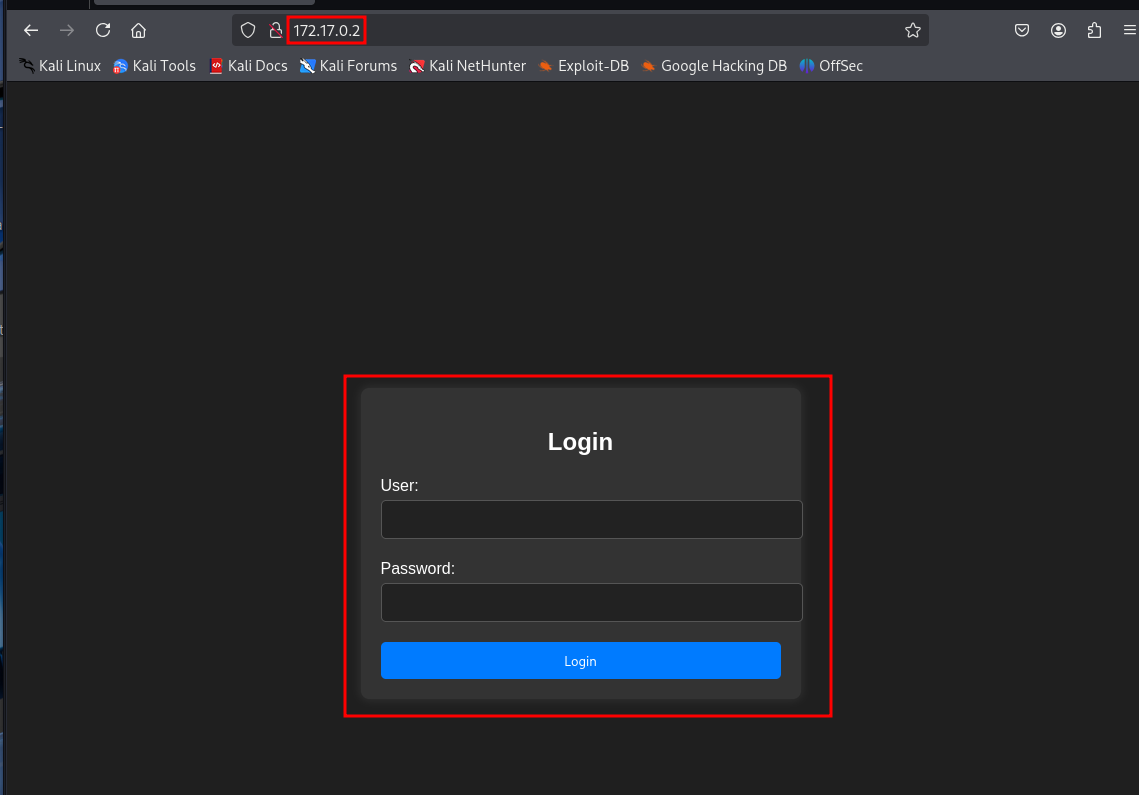 172.17.0.2
Kali Linux Kali Tools Kali Docs Kali Forums Kali NetHunter Exploit-DB Google Hacking DB OffSec
Login
User:
Password:
Login